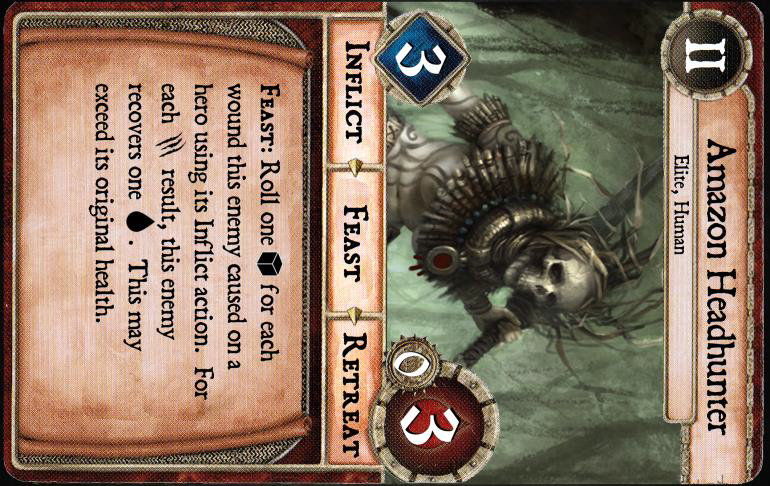 II
Amazon Headhunter
Elite, Human
3
0
3
INFLICT
FEAST
RETREAT
FEAST: Roll one for each
wound this enemy caused on a
hero using its Inflict action. For
each result, this enemy
recovers one . This may
exceed its original health.